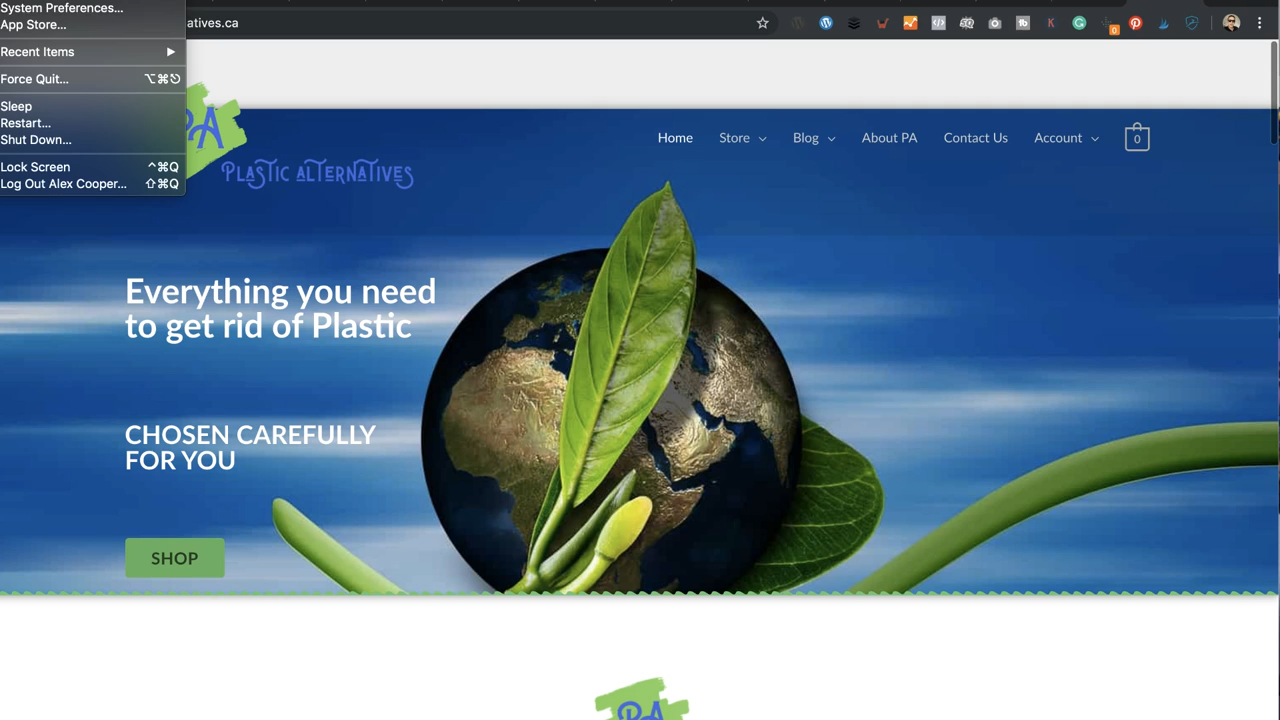 System Preferences...
App Store...
Recent Items
Force Quit... ⌥⌘⎋
Sleep
Restart...
Shut Down...
Lock Screen ^⌘Q
Log Out Alex Cooper... ⇧⌘Q
atives.ca
0
PA
Plastic Alternatives
Home Store Blog About PA Contact Us Account 0
Everything you need
to get rid of Plastic
CHOSEN CAREFULLY
FOR YOU
SHOP
PA